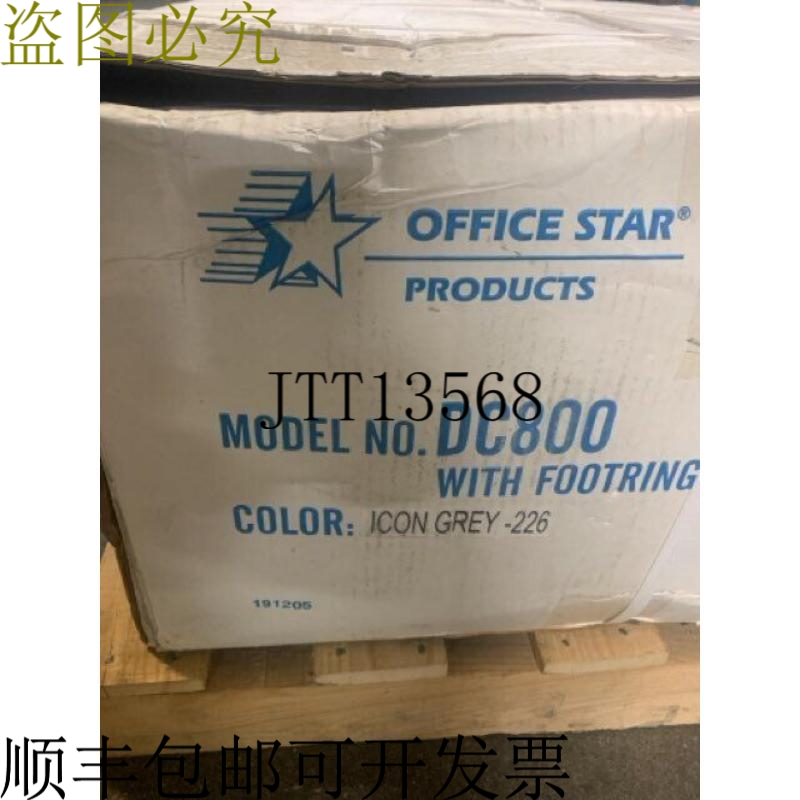 盗图必究
OFFICE STAR®
PRODUCTS
JTT13568
MODEL NO. DC800
WITH FOOTRING
COLOR: ICON GREY -226
191205
顺丰包邮可开发票